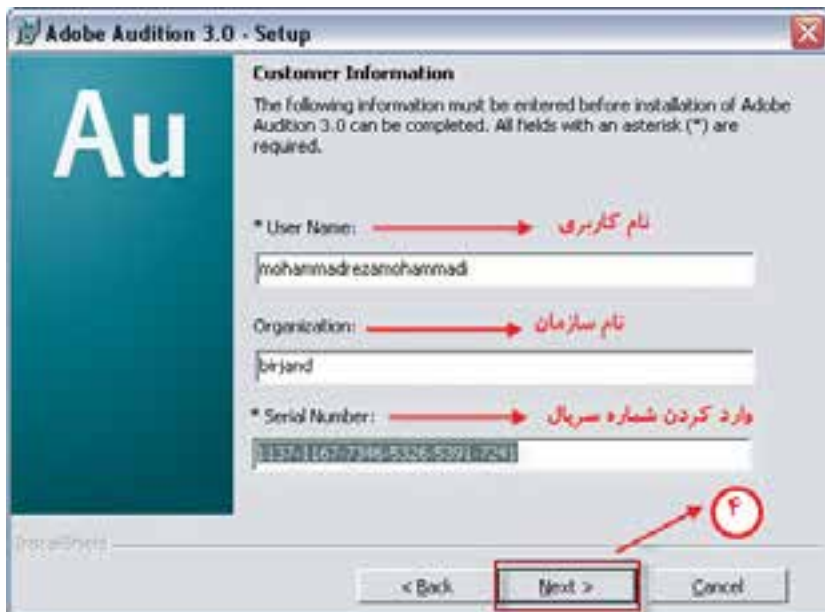 Adobe Audition 3.0 - Setup
Au
Customer Information
The following information must be entered before installation of Adobe
Audition 3.0 can be completed. All fields with an asterisk (*) are
required.
* User Name:
نام کاربری
mohammadrezamohammadi
Organization:
نام سازمان
birjand
* Serial Number:
وارد کردن شماره سریال
۴
InstallShield
< Back
Next >
Cancel